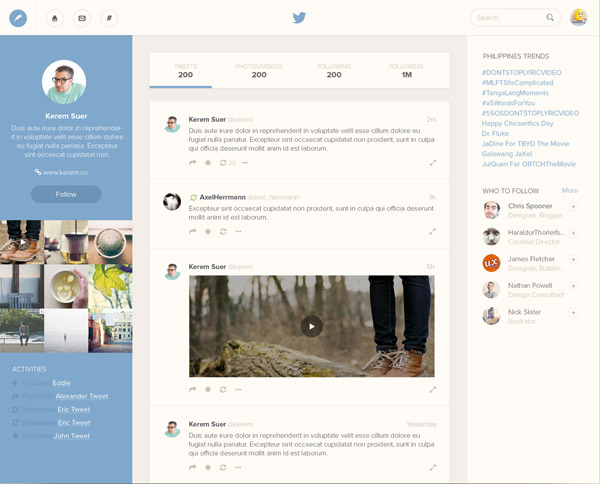 #
Search
Kerem Suer
Duis aute irure dolor in reprehenderit
in voluptate velit esse cillum dolore
eu fugiat nulla pariatur. Excepteur
sint occaecat cupidatat non.
www.kerem.co
Follow
ACTIVITIES
Eddie
Alexander Tweet
Eric Tweet
Eric Tweet
John Tweet
TWEETS
200
PHOTOS/VIDEOS
200
FOLLOWING
200
FOLLOWERS
1M
Kerem Suer @kerem 2m
Duis aute irure dolor in reprehenderit in voluptate velit esse cillum dolore eu
fugiat nulla pariatur. Excepteur sint occaecat cupidatat non proident, sunt in culpa
qui officia deserunt mollit anim id est laborum.
20
AxelHerrmann @axel_herrmann 1h
Excepteur sint occaecat cupidatat non proident, sunt in culpa qui officia deserunt
mollit anim id est laborum.
Kerem Suer @kerem 5h
Kerem Suer @kerem Yesterday
Duis aute irure dolor in reprehenderit in voluptate velit esse cillum dolore eu
fugiat nulla pariatur. Excepteur sint occaecat cupidatat non proident, sunt in culpa
qui officia deserunt mollit anim id est laborum.
PHILIPPINES TRENDS
#DONTSTOPLYRICVIDEO
#MLFTSItsComplicated
#TangaLangMoments
#a5WordsForYou
#SSOSDONTSTOPLYRICVIDEO
Happy Chicserifics Day
Dr. Fluke
JaDine For TBYD The Movie
Galawang JaXel
JulQuen For OBTCHTheMovie
WHO TO FOLLOW More
Chris Spooner
Designer, Blogger
HaraldurThorleifs...
Creative Director
James Fletcher
Designer, Builder...
Nathan Powell
Design Consultant
Nick Slater
Illustrator